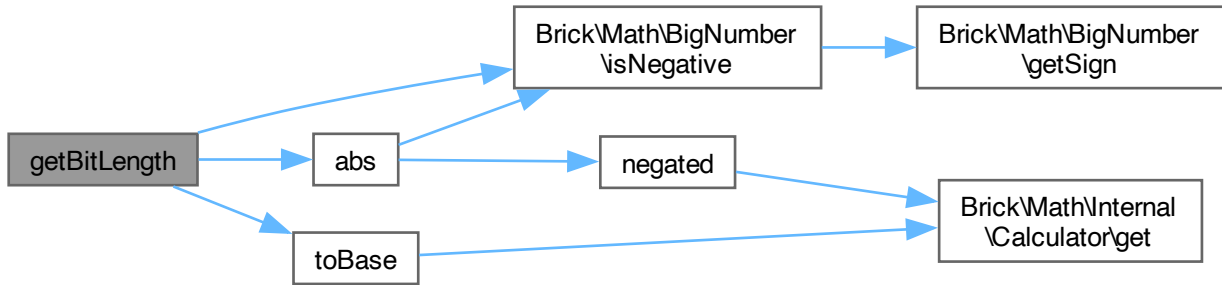 getBitLength
Brick\Math\BigNumber
\isNegative
Brick\Math\BigNumber
\getSign
abs
negated
toBase
Brick\Math\Internal
\Calculator\get